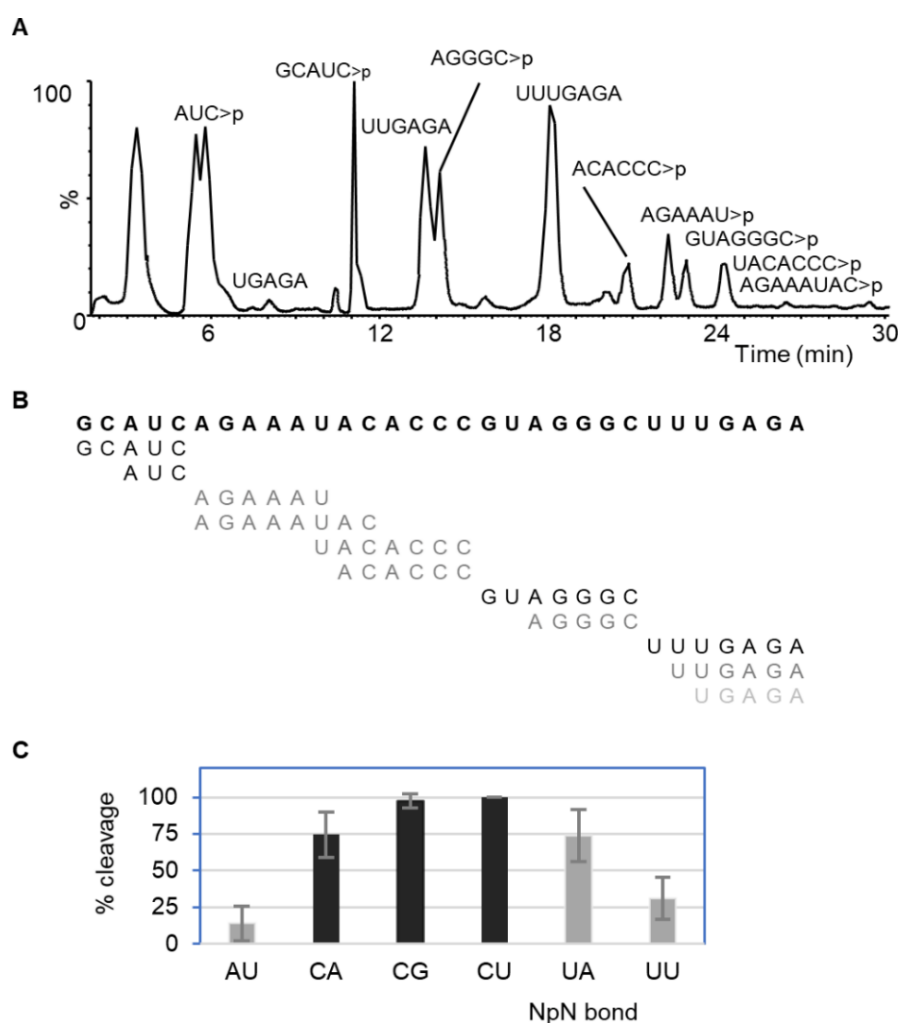 A
GCAUC>p
AGGGC>p
100
AUC>p
UUGAGA
UUUGAGA
ACACCC>p
%
AGAAAU>p
GUAGGGC>p
UGAGA
UACACCC>p
AGAAAUAC>p
0
6 12 18 24 30
Time (min)
B
G C A U C A G A A A U A C A C C C G U A G G G C U U U G A G A
G C A U C
A U C
A G A A A U
A G A A A U A C
U A C A C C C
A C A C C C
G U A G G G C
A G G G C
U U U G A G A
U U G A G A
U G A G A
C
% cleavage
100
75
50
25
0
AU CA CG CU UA UU
NpN bond